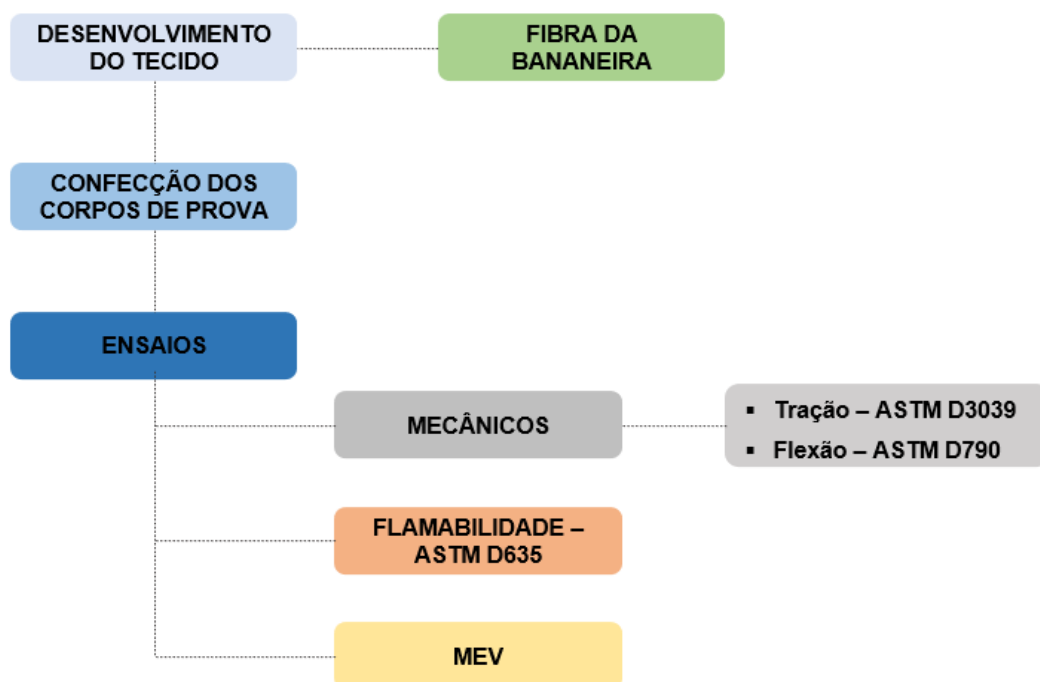 DESENVOLVIMENTO
DO TECIDO
FIBRA DA
BANANEIRA
CONFECÇÃO DOS
CORPOS DE PROVA
ENSAIOS
MECÂNICOS
▪ Tração – ASTM D3039
▪ Flexão – ASTM D790
FLAMABILIDADE –
ASTM D635
MEV